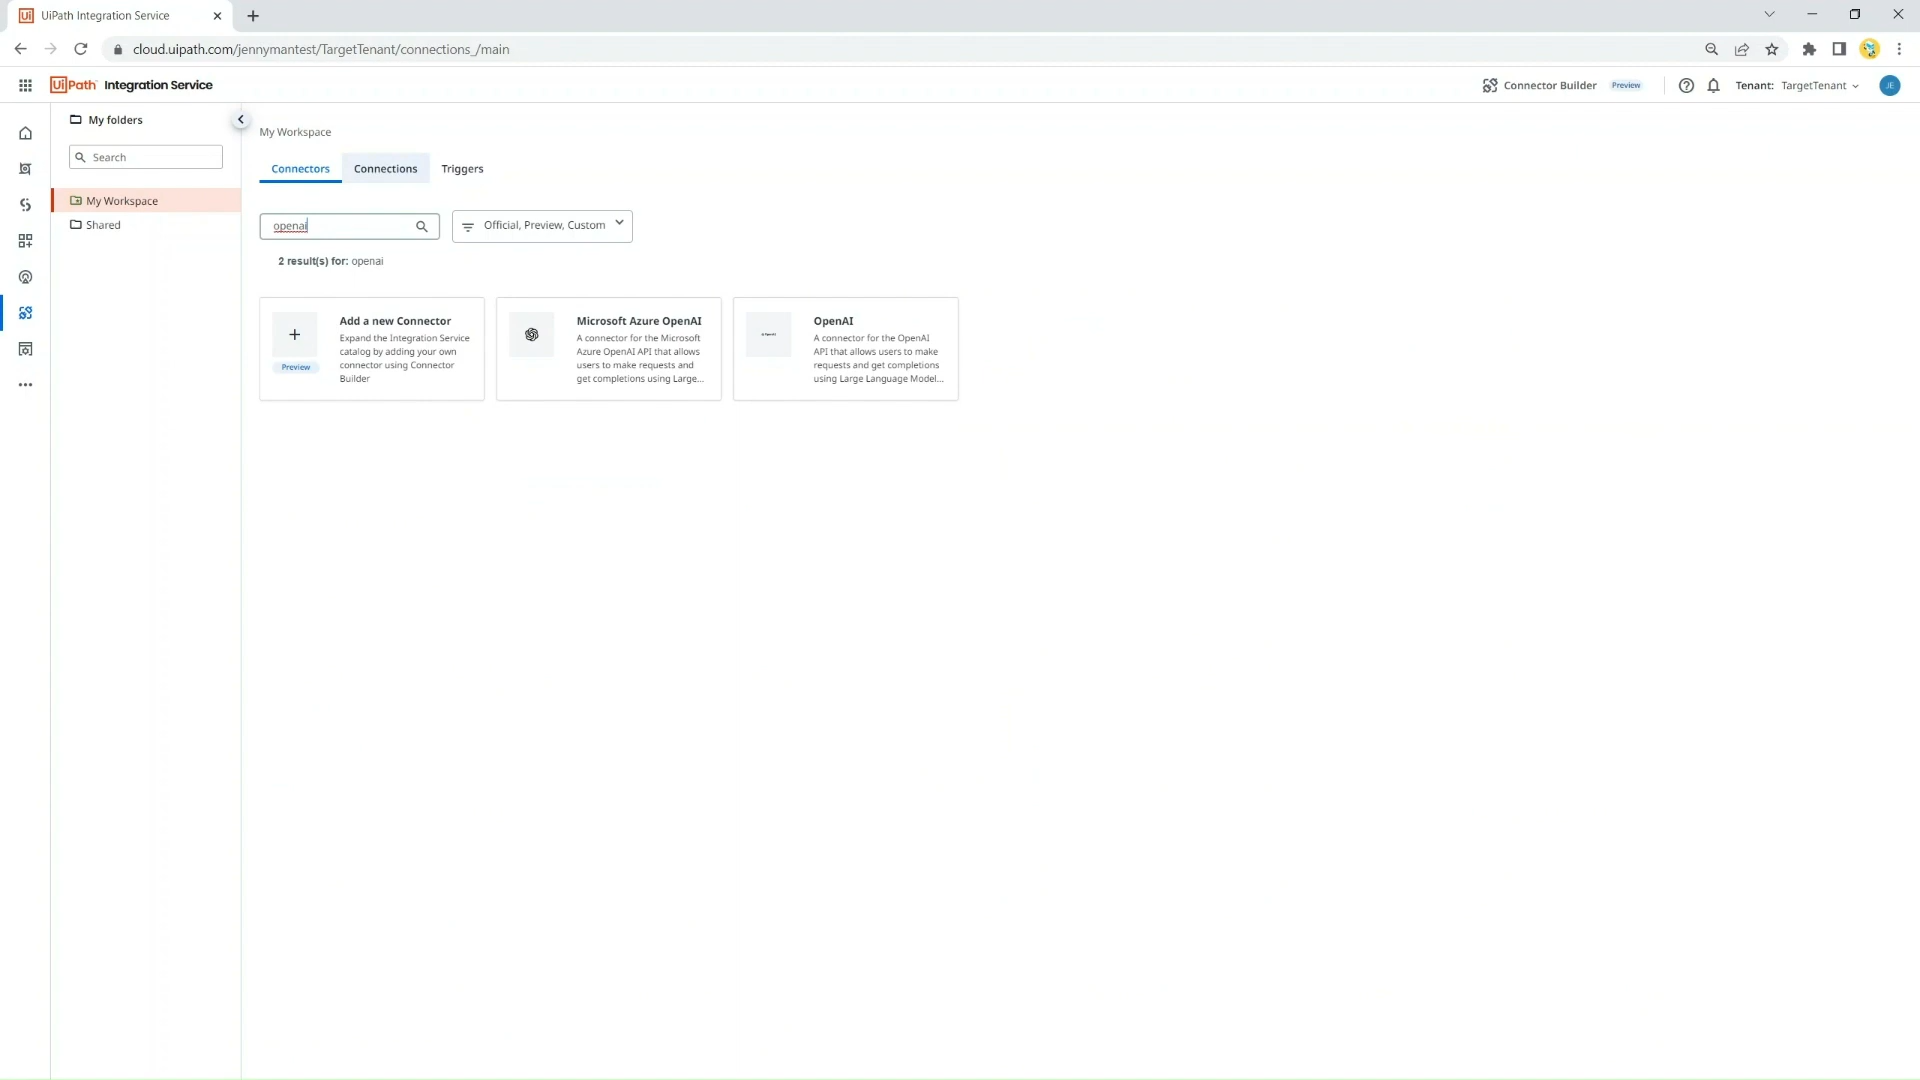 UiPath Integration Service
cloud.uipath.com/jennymantest/TargetTenant/connections_/main
UiPath Integration Service
Connector Builder Preview
Tenant: TargetTenant
JE
My folders
Search
My Workspace
Shared
My Workspace
Connectors Connections Triggers
openai
Official, Preview, Custom
2 result(s) for: openai
Add a new Connector
Expand the Integration Service
catalog by adding your own
connector using Connector
Builder
Preview
Microsoft Azure OpenAI
A connector for the Microsoft
Azure OpenAI API that allows
users to make requests and
get completions using Large...
OpenAI
A connector for the OpenAI
API that allows users to make
requests and get completions
using Large Language Model...